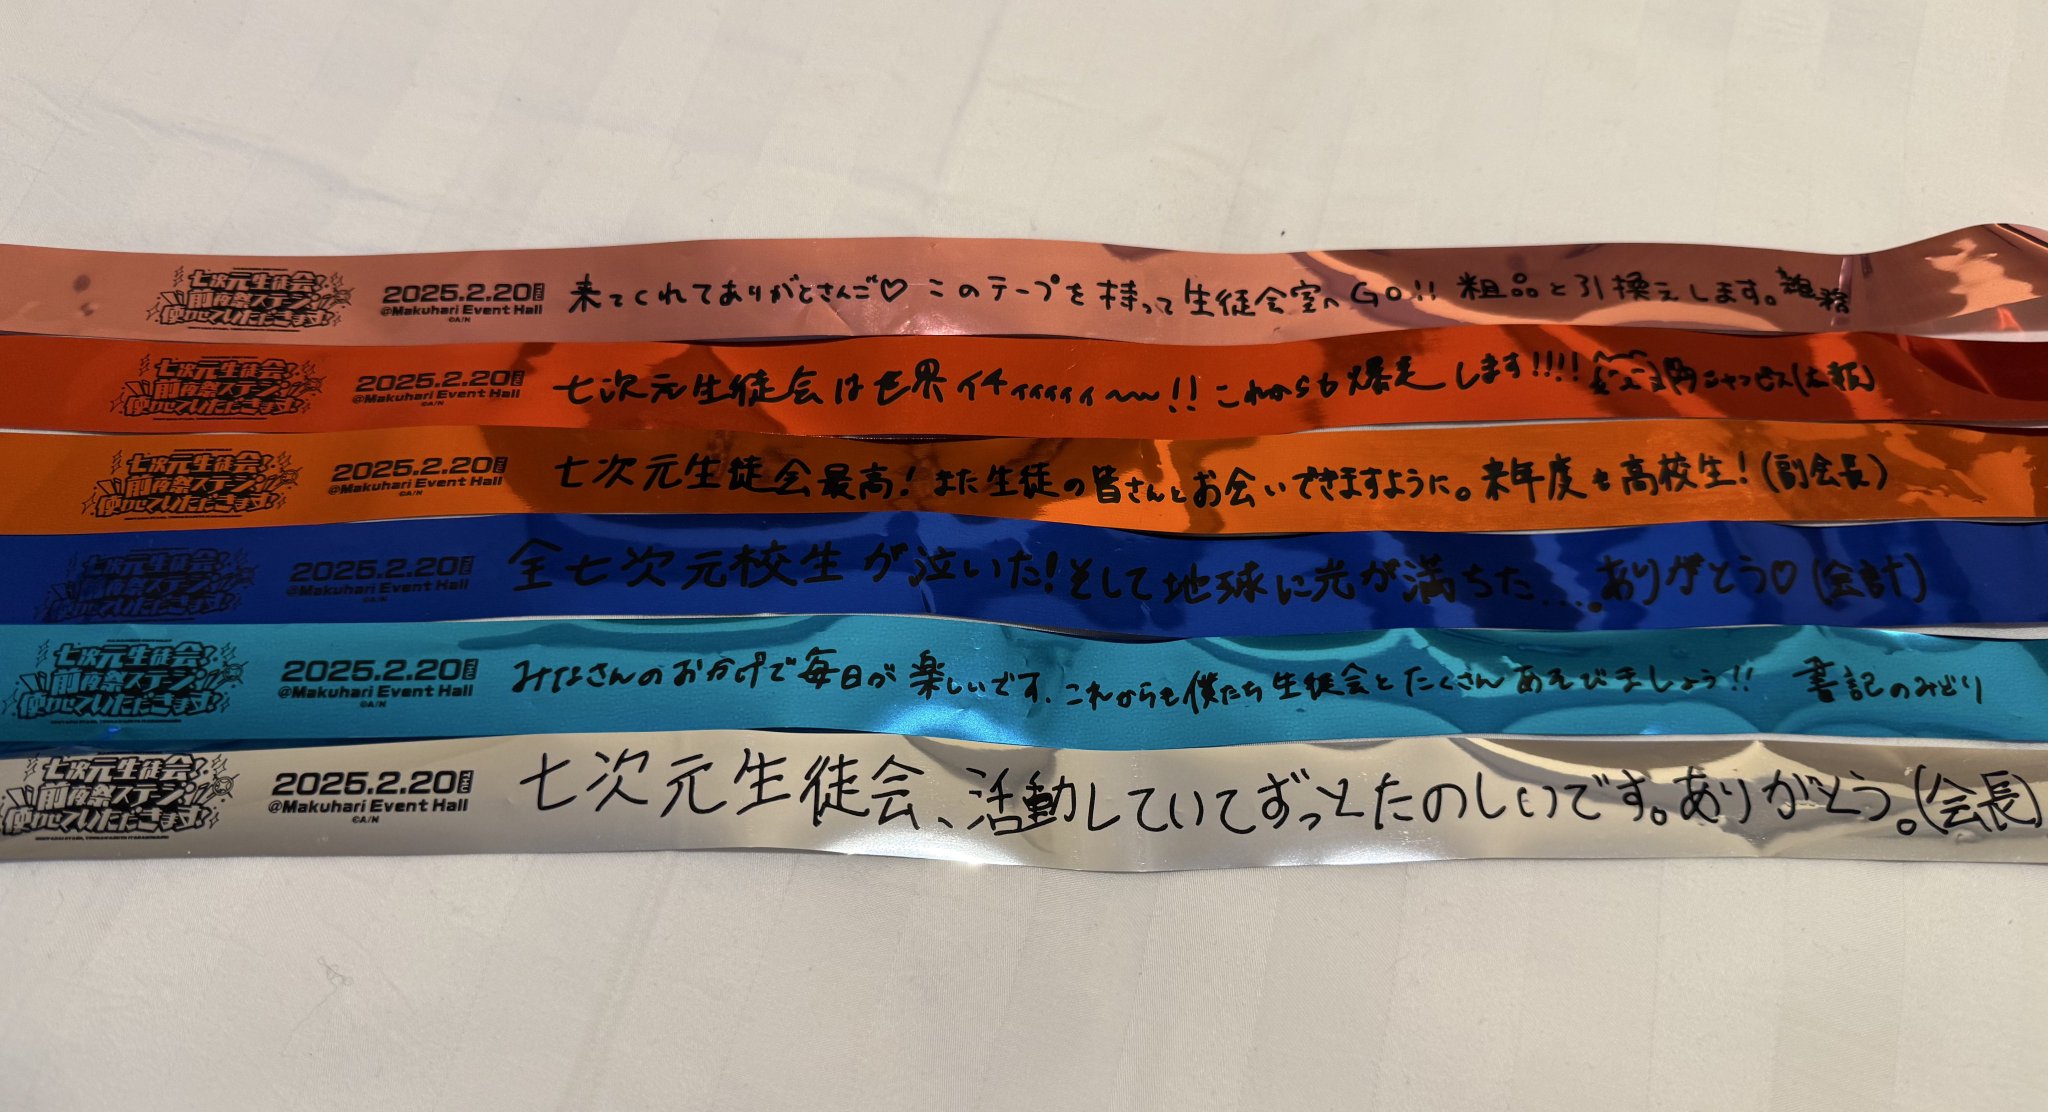 七次元生徒会!
前夜祭ステージ
使わせていただきます!
2025.2.20 THU
@Makuhari Event Hall
©A/N
来てくれてありがとさんご♡ このテープを持って生徒会室へGO!! 粗品と引換えします。雑務
七次元生徒会!
前夜祭ステージ
使わせていただきます!
2025.2.20 THU
@Makuhari Event Hall
©A/N
七次元生徒会は世界イチィィィィィ〜〜!! これからも爆走します!!!!
七次元生徒会!
前夜祭ステージ
使わせていただきます!
2025.2.20 THU
@Makuhari Event Hall
©A/N
七次元生徒会最高! また生徒の皆さんとお会いできますように。来年度も高校生! (副会長)
七次元生徒会!
前夜祭ステージ
使わせていただきます!
2025.2.20 THU
@Makuhari Event Hall
©A/N
全七次元校生が泣いた! そして地球に光が満ちた....。ありがとう♡ (会計)
七次元生徒会!
前夜祭ステージ
使わせていただきます!
2025.2.20 THU
@Makuhari Event Hall
©A/N
みなさんのおかげで毎日が楽しいです. これからも僕たち生徒会とたくさんあそびましょう!! 書記のみどり
七次元生徒会!
前夜祭ステージ
使わせていただきます!
2025.2.20 THU
@Makuhari Event Hall
©A/N
七次元生徒会、活動していてずっとたのしいです。ありがとう。(会長)